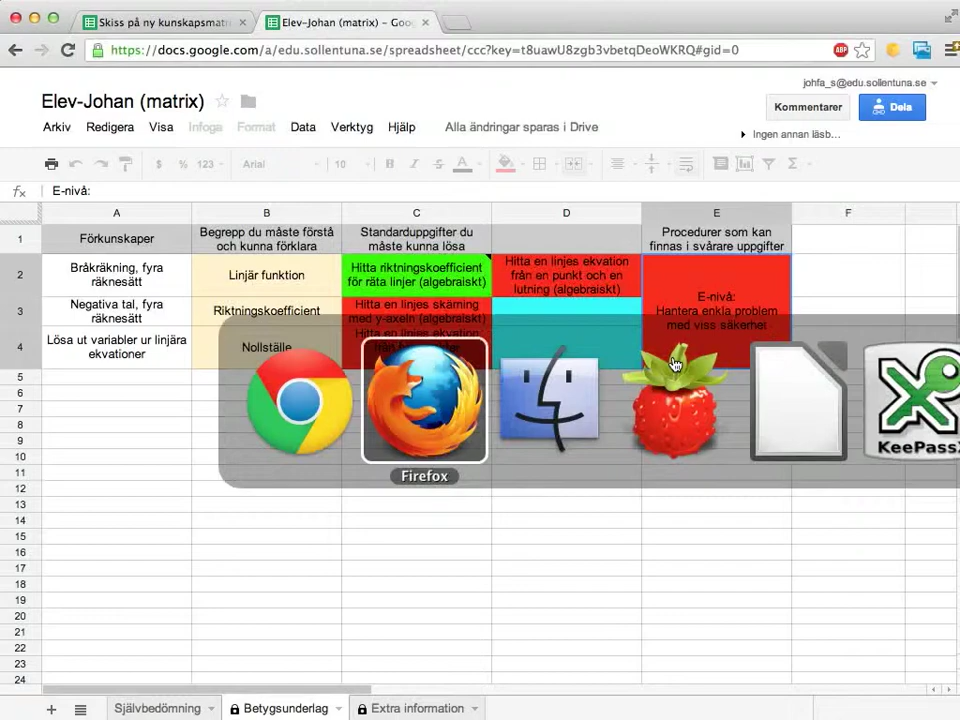 Skiss på ny kunskapsmatri
Elev-Johan (matrix) – Goo
https://docs.google.com/a/edu.sollentuna.se/spreadsheet/ccc?key=t8uawU8zgb3vbetqDeoWKRQ#gid=0
ABP
johfa_s@edu.sollentuna.se
Elev-Johan (matrix)
Kommentarer
Dela
Arkiv Redigera Visa Infoga Format Data Verktyg Hjälp Alla ändringar sparas i Drive
Ingen annan läsb...
$ % 123 Arial 10 B I S A Σ
fx E-nivå:
A B C D E F
1 Förkunskaper
Begrepp du måste förstå
och kunna förklara
Standarduppgifter du
måste kunna lösa
Procedurer som kan
finnas i svårare uppgifter
2 Bråkräkning, fyra
räknesätt
Linjär funktion
Hitta riktningskoefficient
för räta linjer (algebraiskt)
Hitta en linjes ekvation
från en punkt och en
lutning (algebraiskt)
E-nivå:
Hantera enkla problem
med viss säkerhet
3 Negativa tal, fyra
räknesätt
Riktningskoefficient
Hitta en linjes skärning
med y-axeln (algebraiskt)
4 Lösa ut variabler ur linjära
ekvationer
Nollställe
Hitta en linjes ekvation
5
6
7
8
9
10
11
12
13
14
15
16
17
18
19
20
21
22
23
24
KeePassX
Firefox
Självbedömning
Betygsunderlag
Extra information